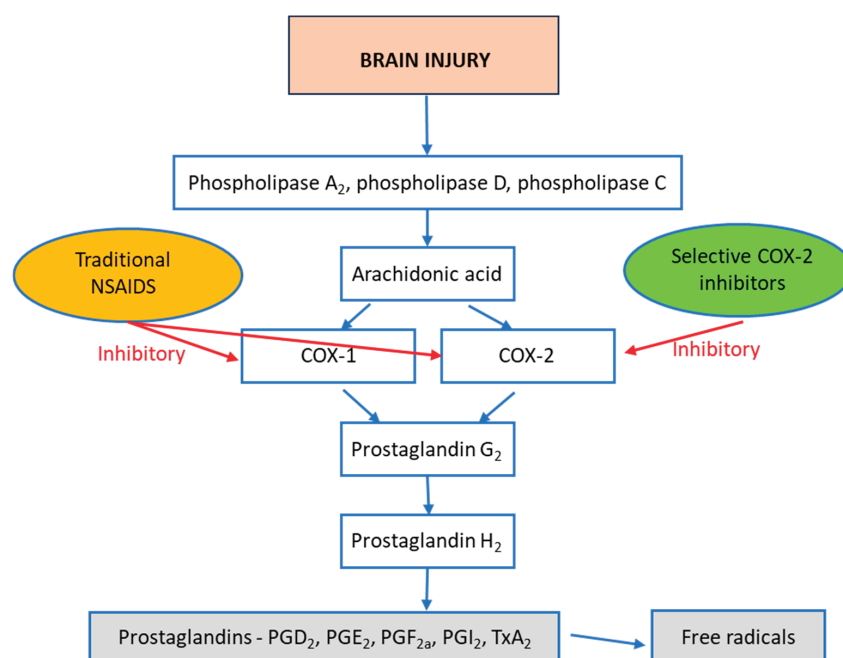 BRAIN INJURY
Phospholipase A₂, phospholipase D, phospholipase C
Traditional
NSAIDS
Arachidonic acid
Selective COX-2
inhibitors
Inhibitory
COX-1
COX-2
Inhibitory
Prostaglandin G₂
Prostaglandin H₂
Prostaglandins - PGD₂, PGE₂, PGF₂ₐ, PGI₂, TxA₂
Free radicals